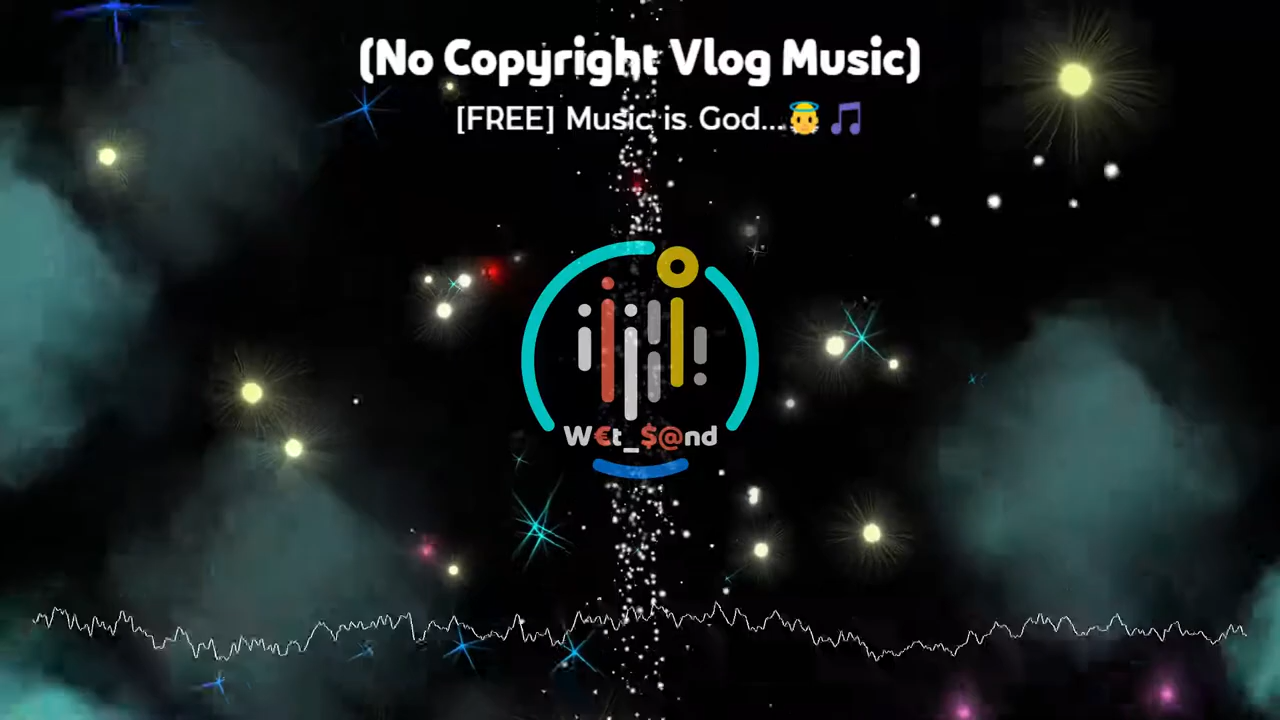 (No Copyright Vlog Music)
[FREE] Music is God...😇🎵
W€t_$@nd